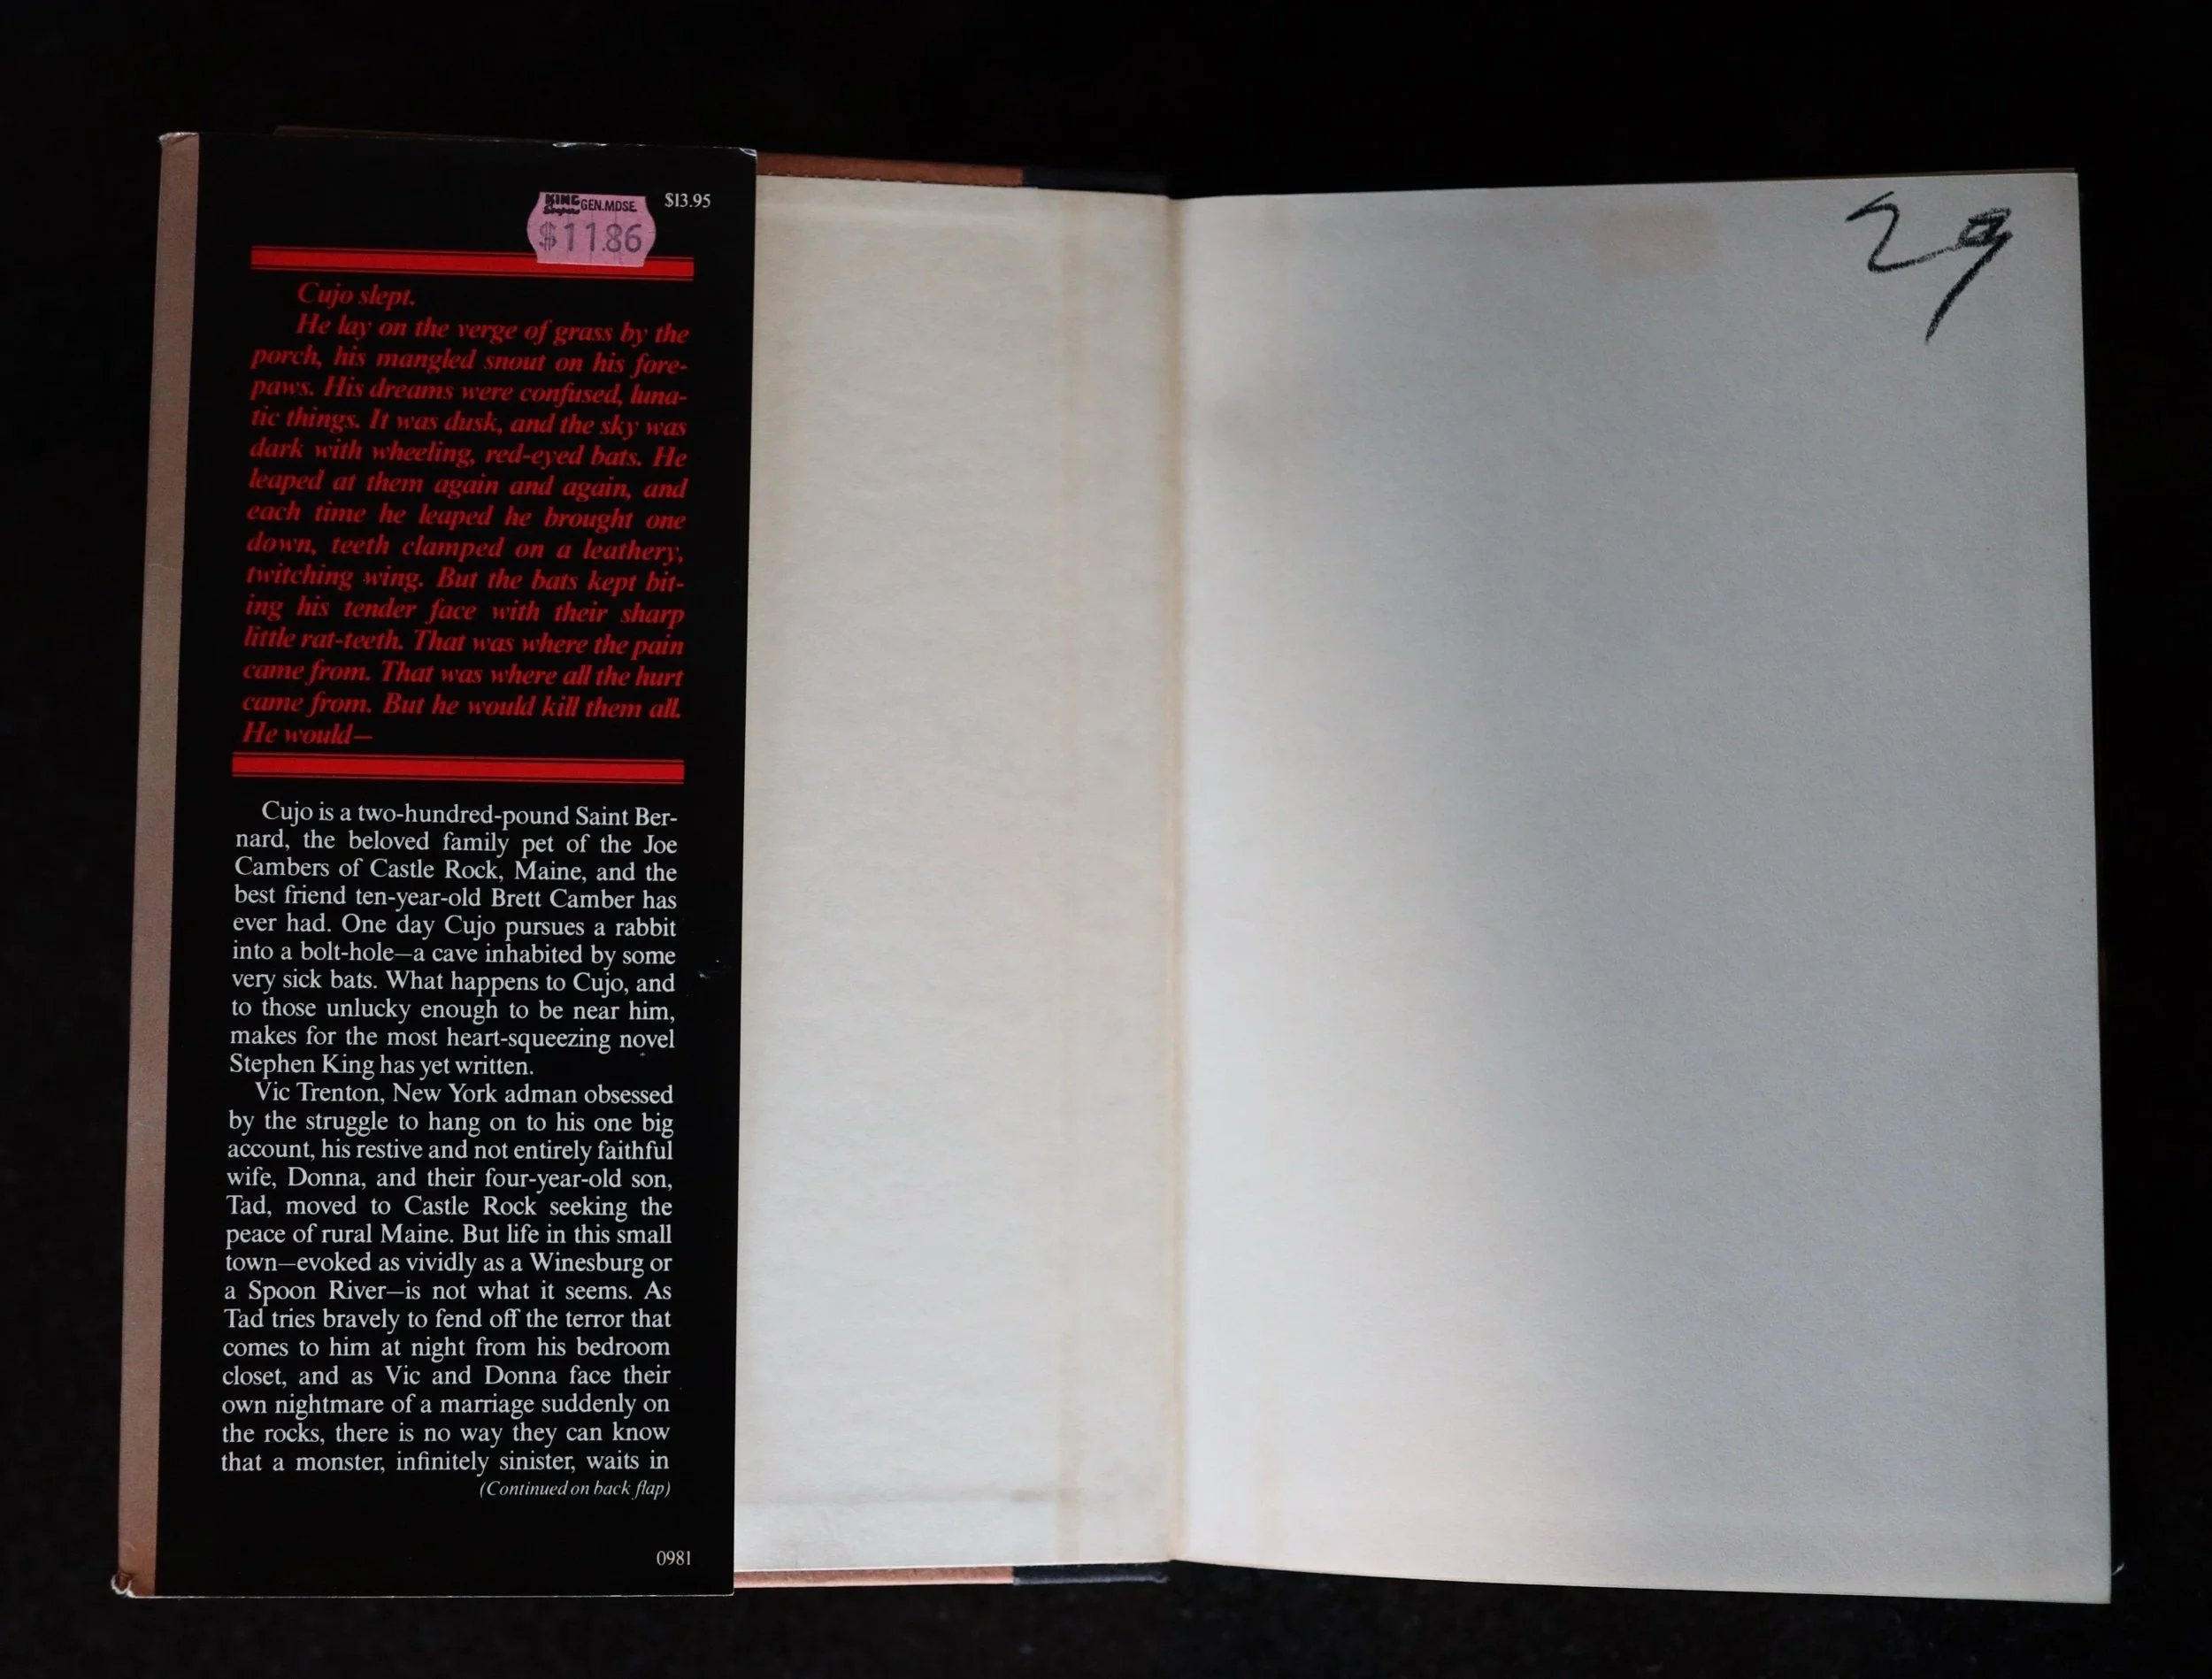 $13.95
KING Soopers GEN.MDSE.
$11.86
Cujo slept.
He lay on the verge of grass by the
porch, his mangled snout on his fore-
paws. His dreams were confused, luna-
tic things. It was dusk, and the sky was
dark with wheeling, red-eyed bats. He
leaped at them again and again, and
each time he leaped he brought one
down, teeth clamped on a leathery,
twitching wing. But the bats kept bit-
ing his tender face with their sharp
little rat-teeth. That was where the pain
came from. That was where all the hurt
came from. But he would kill them all.
He would—
Cujo is a two-hundred-pound Saint Ber-
nard, the beloved family pet of the Joe
Cambers of Castle Rock, Maine, and the
best friend ten-year-old Brett Camber has
ever had. One day Cujo pursues a rabbit
into a bolt-hole—a cave inhabited by some
very sick bats. What happens to Cujo, and
to those unlucky enough to be near him,
makes for the most heart-squeezing novel
Stephen King has yet written.
Vic Trenton, New York adman obsessed
by the struggle to hang on to his one big
account, his restive and not entirely faithful
wife, Donna, and their four-year-old son,
Tad, moved to Castle Rock seeking the
peace of rural Maine. But life in this small
town—evoked as vividly as a Winesburg or
a Spoon River—is not what it seems. As
Tad tries bravely to fend off the terror that
comes to him at night from his bedroom
closet, and as Vic and Donna face their
own nightmare of a marriage suddenly on
the rocks, there is no way they can know
that a monster, infinitely sinister, waits in
(Continued on back flap)
0981
29